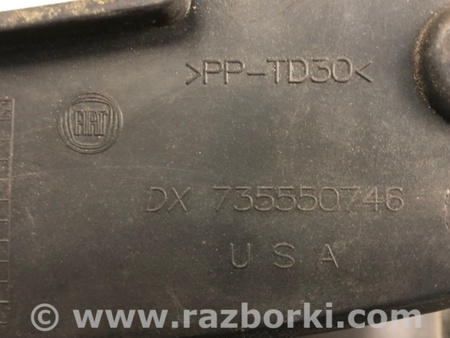 >PP-TD30<
FIAT
DX 735550746
USA
© www.razborki.com